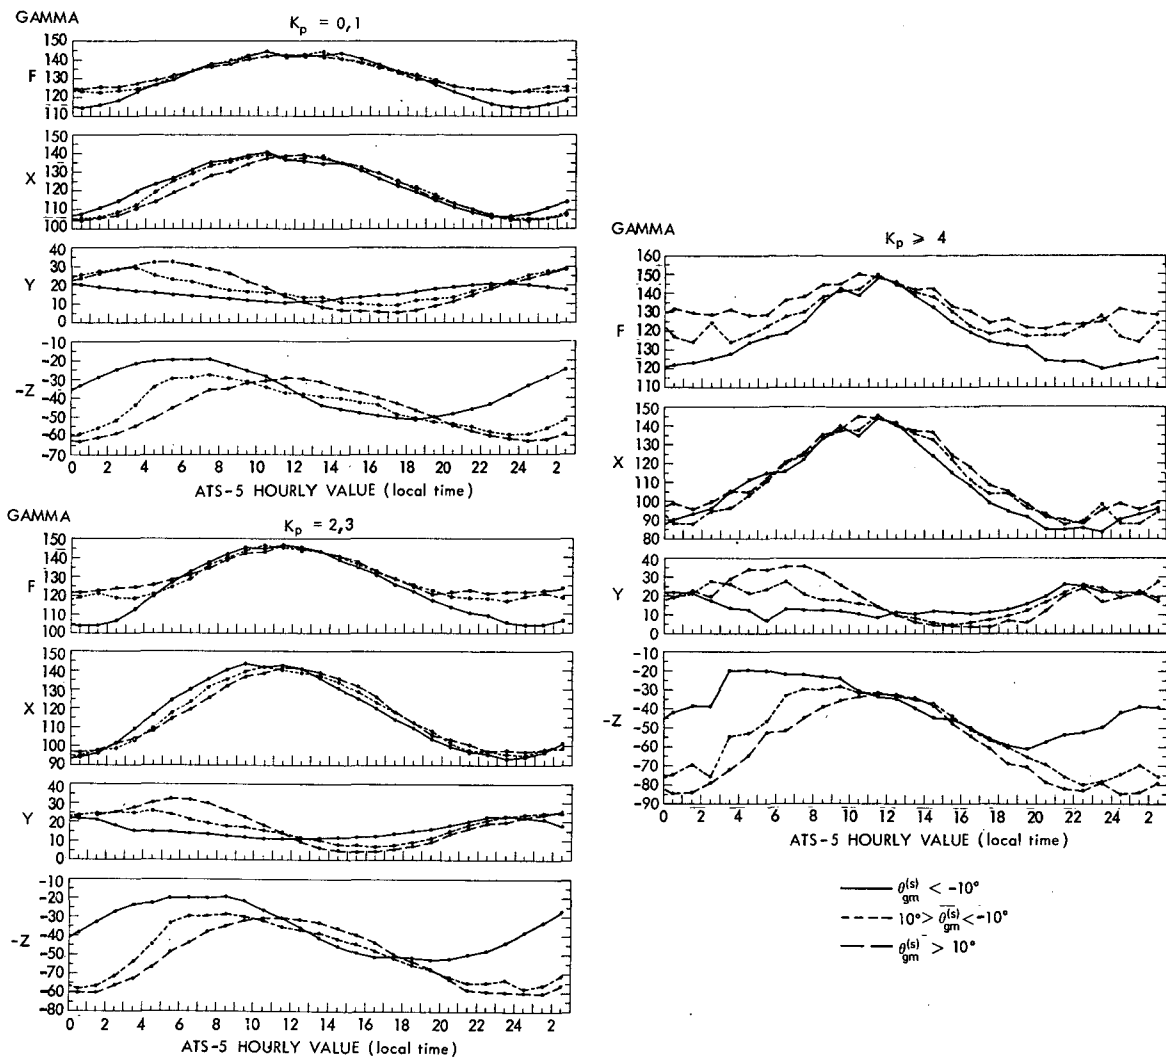 GAMMA
Kp = 0,1
F
150
140
130
120
110
X
150
140
130
120
110
100
Y
40
30
20
10
0
-Z
-10
-20
-30
-40
-50
-60
-70
0 2 4 6 8 10 12 14 16 18 20 22 24 2
ATS-5 HOURLY VALUE (local time)
GAMMA
Kp = 2,3
F
150
140
130
120
110
100
X
150
140
130
120
110
100
90
Y
40
30
20
10
0
-Z
-10
-20
-30
-40
-50
-60
-70
-80
0 2 4 6 8 10 12 14 16 18 20 22 24 2
ATS-5 HOURLY VALUE (local time)
GAMMA
Kp ⩾ 4
F
160
150
140
130
120
130
120
110
X
150
140
130
120
110
100
90
80
Y
40
30
20
10
0
-Z
-10
-20
-30
-40
-50
-60
-70
-80
-90
0 2 4 6 8 10 12 14 16 18 20 22 24 2
ATS-5 HOURLY VALUE (local time)
θ(s)gm < -10°
10° > θ(s)gm < -10°
θ(s)gm > 10°